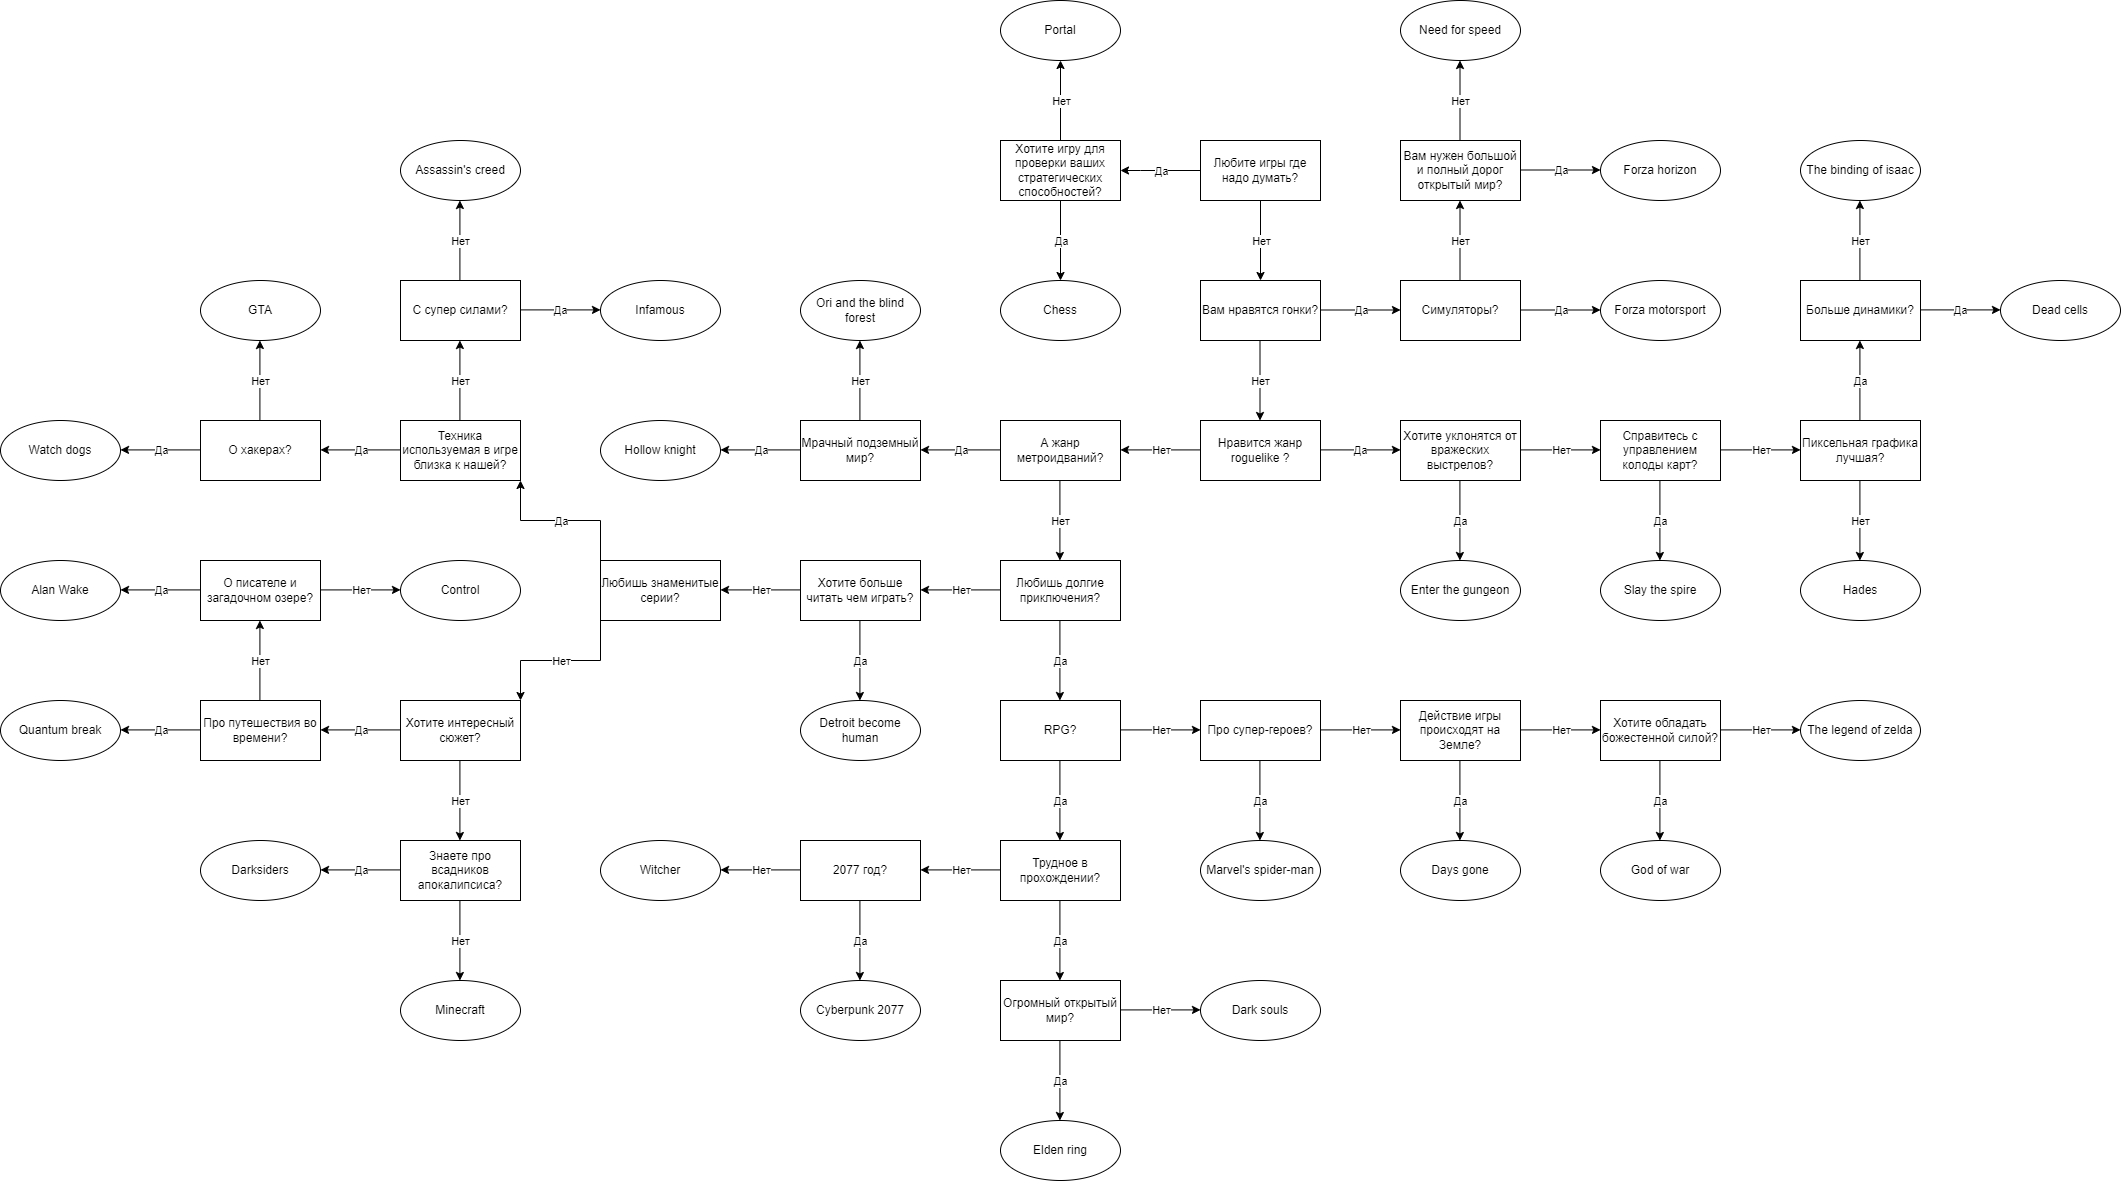 Portal
Need for speed
Нет
Нет
Хотите игру для
проверки ваших
стратегических
способностей?
Да
Любите игры где
надо думать?
Вам нужен большой
и полный дорог
открытый мир?
Да
Forza horizon
The binding of isaac
Assassin's creed
Нет
Да
Нет
Нет
Нет
GTA
С супер силами?
Да
Infamous
Ori and the blind
forest
Chess
Вам нравятся гонки?
Да
Симуляторы?
Да
Forza motorsport
Больше динамики?
Да
Dead cells
Нет
Нет
Нет
Нет
Да
Watch dogs
Да
О хакерах?
Да
Техника
используемая в игре
близка к нашей?
Hollow knight
Да
Мрачный подземный
мир?
Да
А жанр
метроидваний?
Нет
Нравится жанр
roguelike ?
Да
Хотите уклонятся от
вражеских
выстрелов?
Нет
Справитесь с
управлением
колоды карт?
Нет
Пиксельная графика
лучшая?
Да
Нет
Да
Да
Нет
Alan Wake
Да
О писателе и
загадочном озере?
Нет
Control
Любишь знаменитые
серии?
Нет
Хотите больше
читать чем играть?
Нет
Любишь долгие
приключения?
Enter the gungeon
Slay the spire
Hades
Нет
Нет
Да
Да
Quantum break
Да
Про путешествия во
времени?
Да
Хотите интересный
сюжет?
Detroit become
human
RPG?
Нет
Про супер-героев?
Нет
Действие игры
происходят на
Земле?
Нет
Хотите обладать
божестенной силой?
Нет
The legend of zelda
Нет
Да
Да
Да
Да
Darksiders
Да
Знаете про
всадников
апокалипсиса?
Witcher
Нет
2077 год?
Нет
Трудное в
прохождении?
Marvel's spider-man
Days gone
God of war
Нет
Да
Да
Minecraft
Cyberpunk 2077
Огромный открытый
мир?
Нет
Dark souls
Да
Elden ring